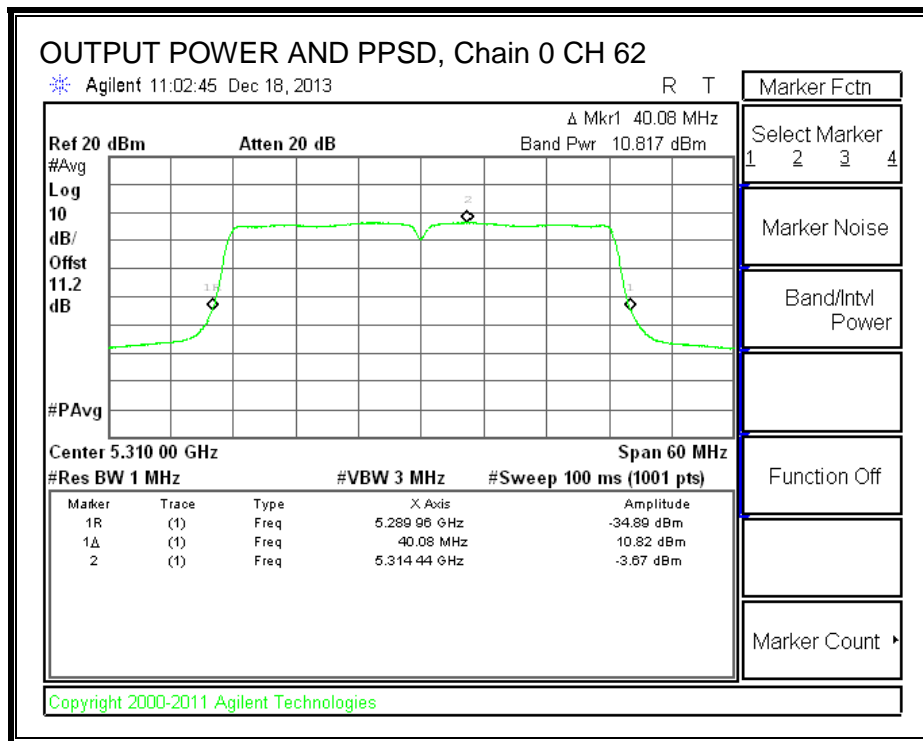 OUTPUT POWER AND PPSD, Chain 0 CH 62
Agilent 11:02:45 Dec 18, 2013 R T
Δ Mkr1 40.08 MHz
Ref 20 dBm Atten 20 dB Band Pwr 10.817 dBm
#Avg
Log
10
dB/
Offst
11.2
dB
#PAvg
2
1R
1
Center 5.310 00 GHz Span 60 MHz
#Res BW 1 MHz #VBW 3 MHz #Sweep 100 ms (1001 pts)
Marker Trace Type X Axis Amplitude
1R (1) Freq 5.289 96 GHz -34.89 dBm
1Δ (1) Freq 40.08 MHz 10.82 dBm
2 (1) Freq 5.314 44 GHz -3.67 dBm
Marker Fctn
Select Marker
1 2 3 4
Marker Noise
Band/Intvl
Power
Function Off
Marker Count
Copyright 2000-2011 Agilent Technologies